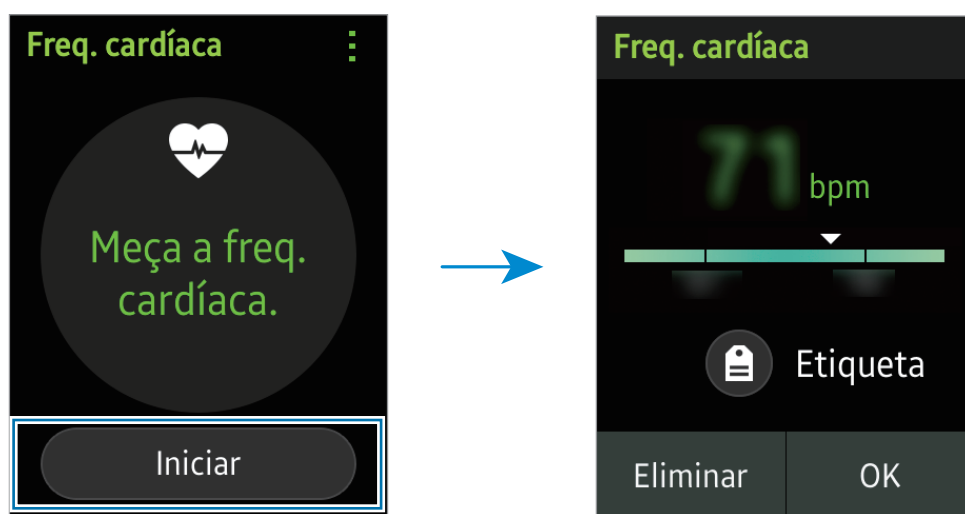 Freq. cardíaca
Meça a freq.
cardíaca.
Iniciar
Freq. cardíaca
71 bpm
Etiqueta
Eliminar
OK